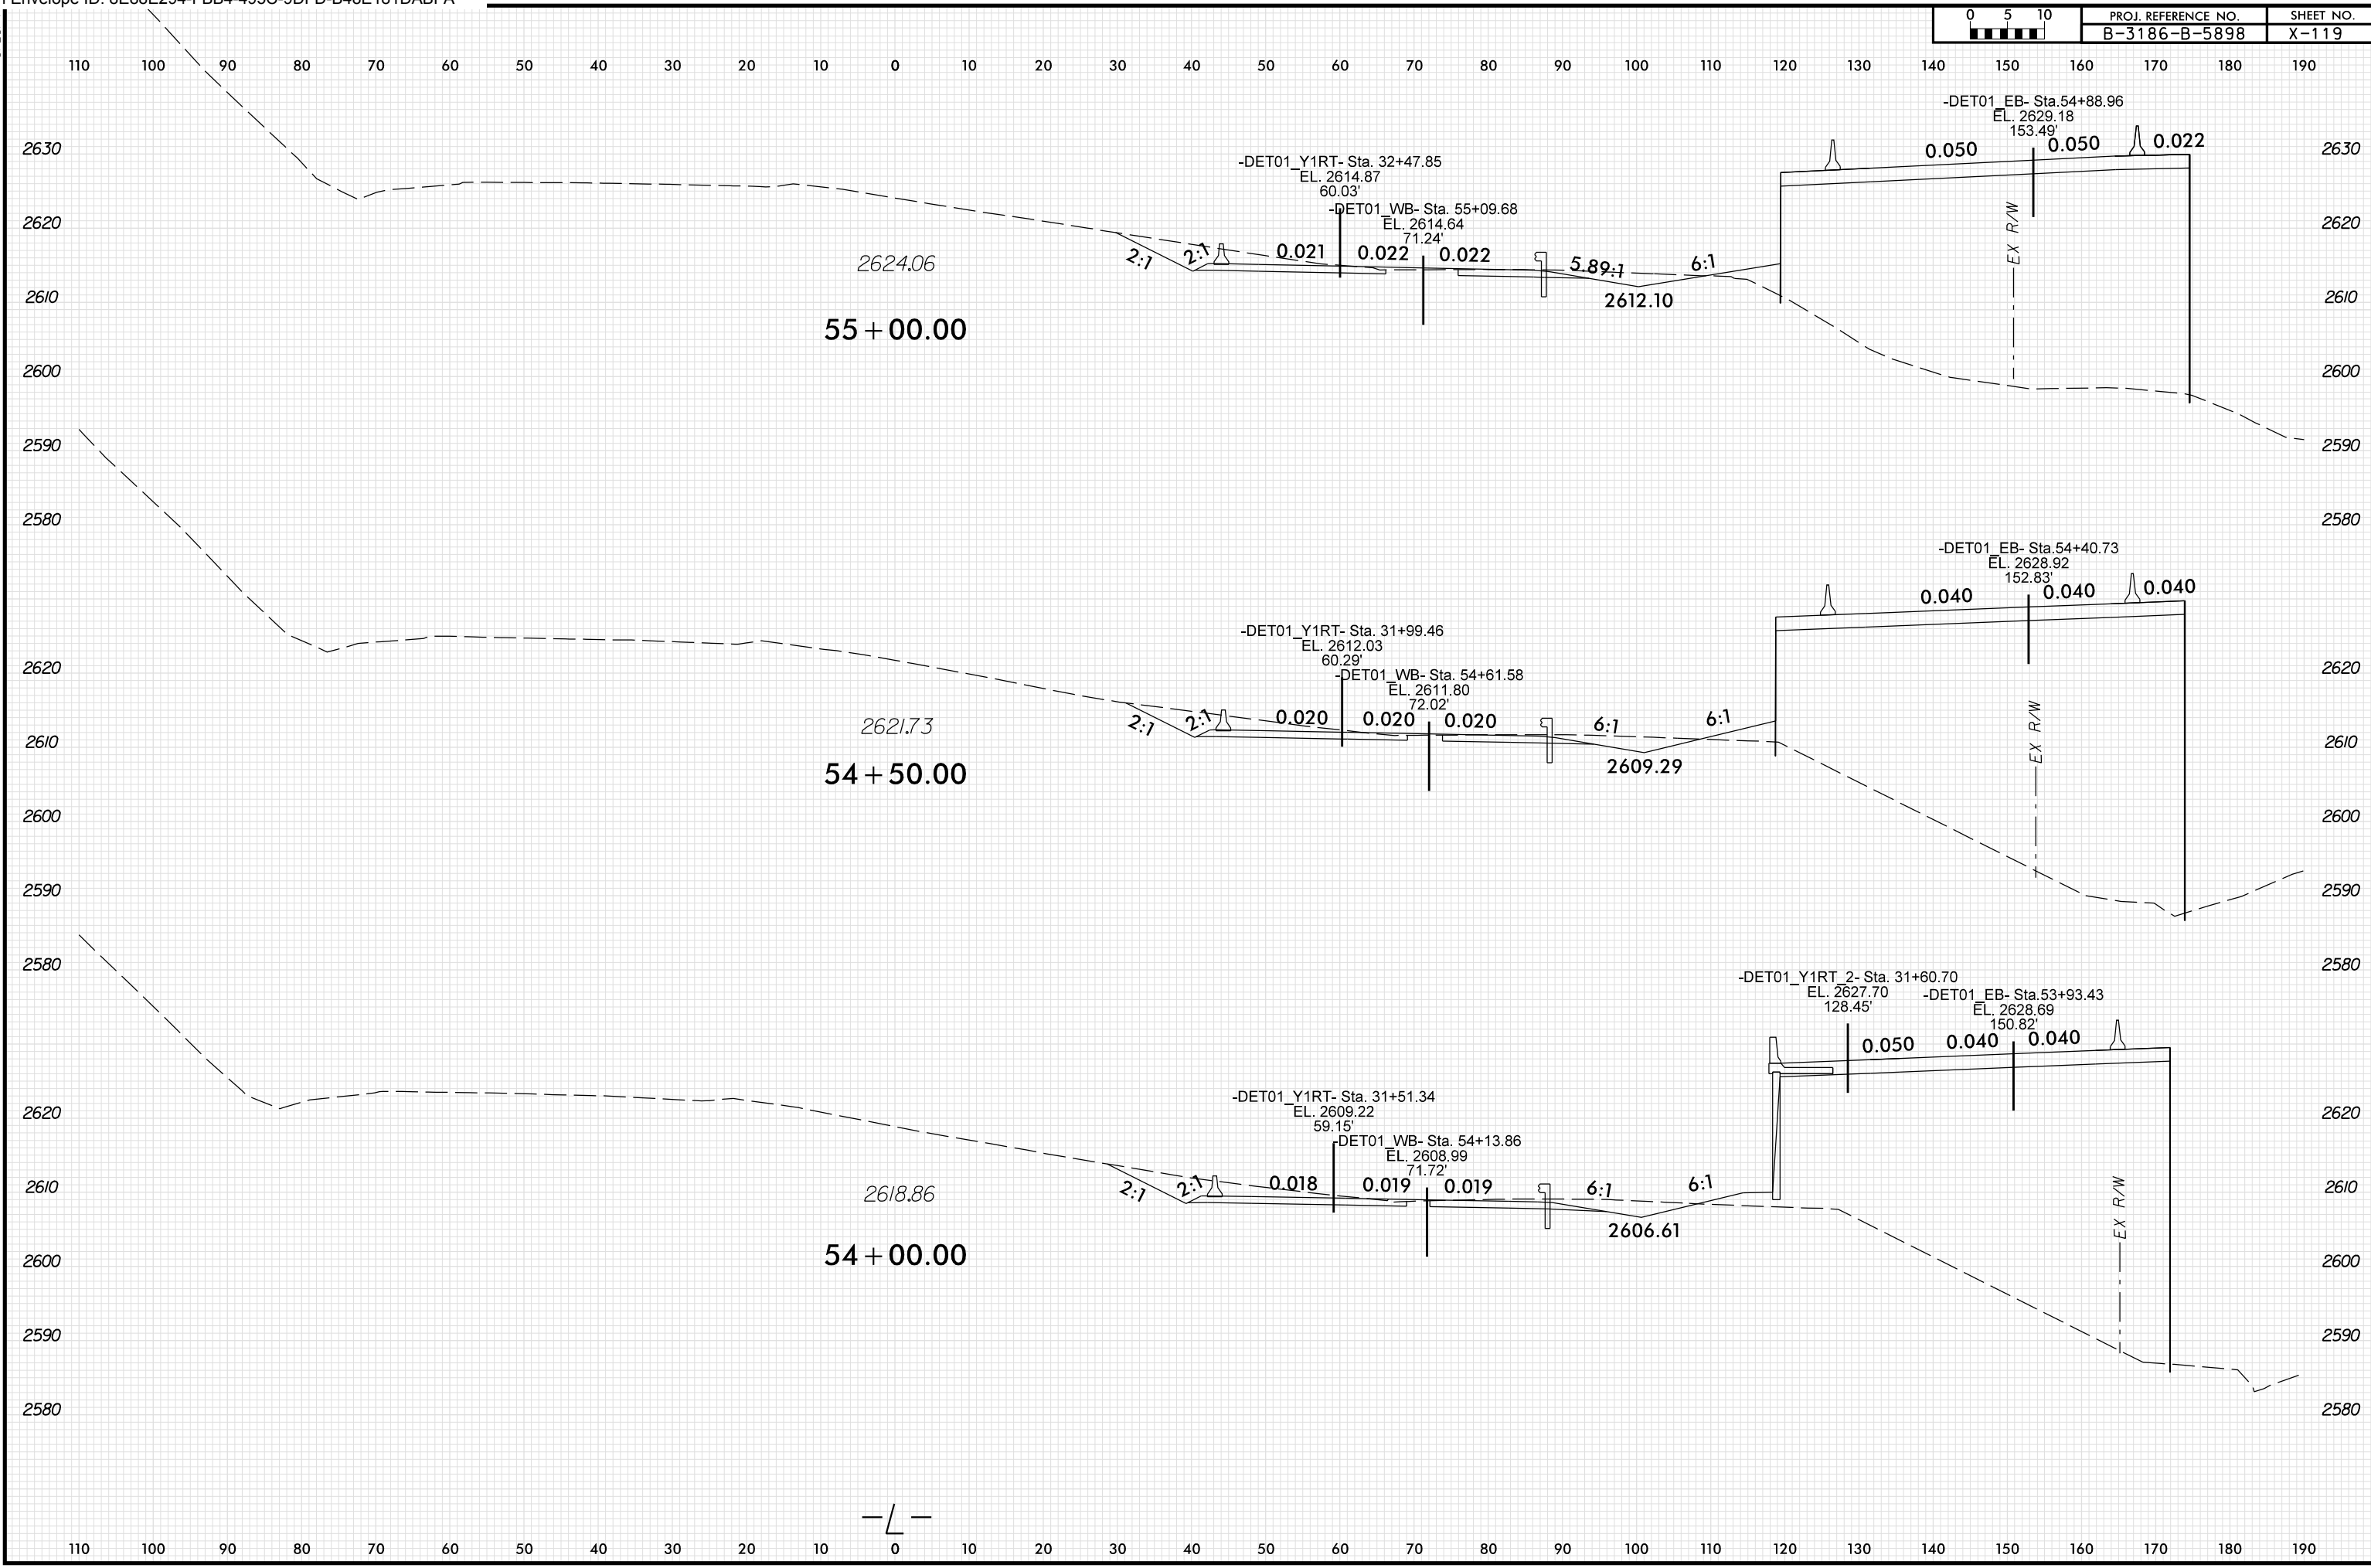 0 5 10
PROJ. REFERENCE NO. SHEET NO.
B-3186-B-5898 X-119
110 100 90 80 70 60 50 40 30 20 10 0 10 20 30 40 50 60 70 80 90 100 110 120 130 140 150 160 170 180 190
-DET01_EB- Sta.54+88.96
EL. 2629.18
153.49'
0.050 0.050 0.022
2630 2630
-DET01_Y1RT- Sta. 32+47.85
EL. 2614.87
60.03'
-DET01_WB- Sta. 55+09.68
EL. 2614.64
71.24'
2620 2620
EX R/W
2:1 2:1 0.021 0.022 0.022 5.89:1 6:1
2624.06
2610 2612.10 2610
55+00.00
2600 2600
2590 2590
2580 2580
-DET01_EB- Sta.54+40.73
EL. 2628.92
152.83'
0.040 0.040 0.040
-DET01_Y1RT- Sta. 31+99.46
EL. 2612.03
60.29'
2620 2620
-DET01_WB- Sta. 54+61.58
EL. 2611.80
72.02'
2:1 2:1 0.020 0.020 0.020 6:1 6:1
EX R/W
2621.73
2610 2610
2609.29
54+50.00
2600 2600
2590 2590
2580 2580
-DET01_Y1RT_2- Sta. 31+60.70
EL. 2627.70
128.45'
-DET01_EB- Sta.53+93.43
EL. 2628.69
150.82'
0.050 0.040 0.040
-DET01_Y1RT- Sta. 31+51.34
EL. 2609.22
59.15'
2620 2620
-DET01_WB- Sta. 54+13.86
EL. 2608.99
71.72'
2:1 2:1 0.018 0.019 0.019 6:1 6:1
EX R/W
2610 2618.86 2610
2606.61
54+00.00
2600 2600
2590 2590
2580 2580
-L-
110 100 90 80 70 60 50 40 30 20 10 0 10 20 30 40 50 60 70 80 90 100 110 120 130 140 150 160 170 180 190